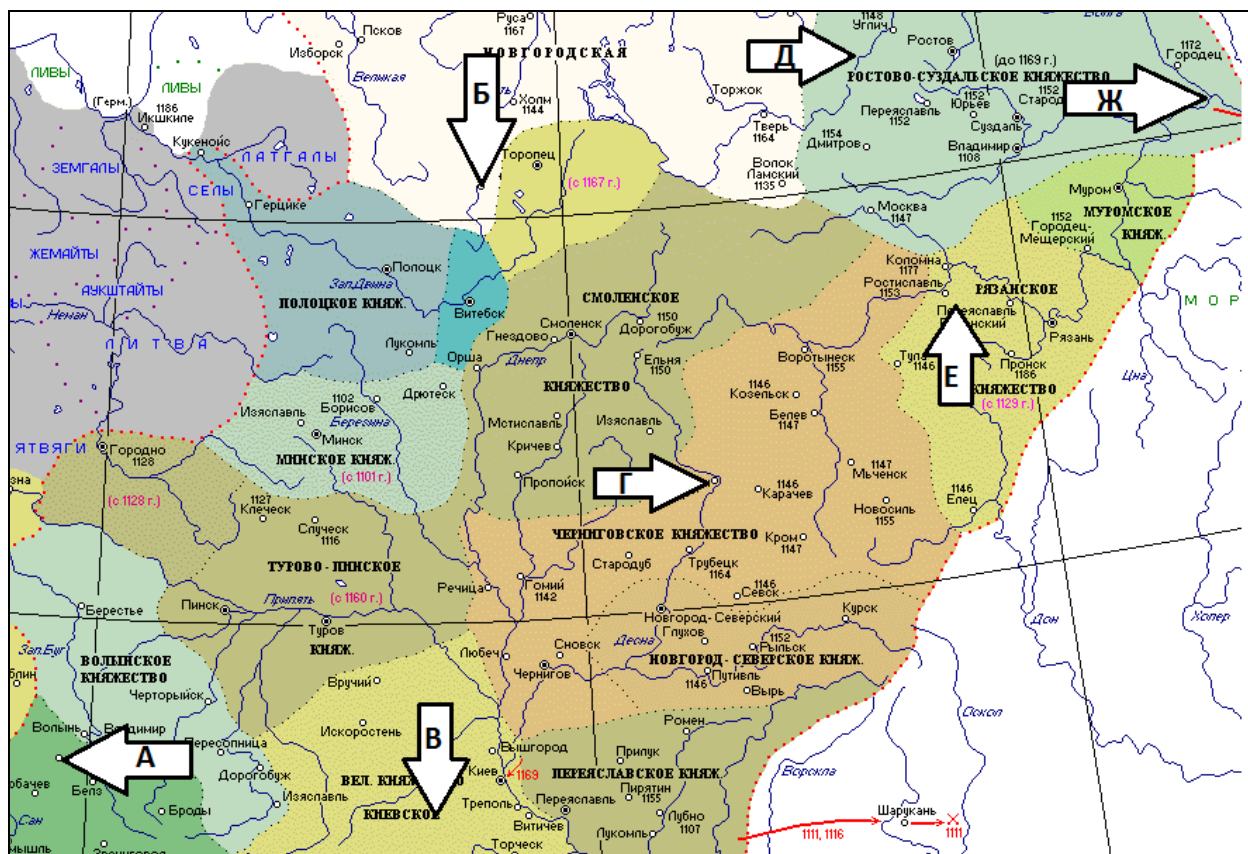 Псков
Изборск
Великая
Руса
1167
НОВГОРОДСКАЯ
Холм
1144
Б
1148
Углич
Ростов
Д
(до 1169 г.)
РОСТОВО-СУЗДАЛЬСКОЕ КНЯЖЕСТВО
1172
Городец
Ж
ЛИВЫ
ЛИВЫ
(Герм.)
1186
Икшкиле
Кукенойс
ЛАТГАЛЫ
ЗЕМГАЛЫ
СЕЛЫ
Герцике
Торопец
(с 1167 г.)
Торжок
Тверь
1164
Волок
Ламский
1135
1154
Дмитров
Переяславль
1152
1152
Юрьев
1152
Суздаль
Владимир
1108
Москва
1147
Муром
МУРОМСКОЕ
КНЯЖ.
1152
Городец-
Мещерский
ЖЕМАЙТЫ
АУКШТАЙТЫ
Неман
ЛИТВА
Полоцк
Зап.Двина
ПОЛОЦКОЕ КНЯЖ.
Витебск
Лукомль
Орша
СМОЛЕНСКОЕ
1150
Дорогобуж
Смоленск
Гнездово
Днепр
Ельня
1150
КНЯЖЕСТВО
Коломна
1177
Ростиславль
1153
РЯЗАНСКОЕ
Переяславль
Рязань
Пронск
1186
Тула
1146
Е
КНЯЖЕСТВО
(с 1129 г.)
МОР
Цна
Воротынеск
1155
1146
Козельск
Белев
1147
1102
Борисов
Дрютеск
Изяславль
Березина
Минск
МИНСКОЕ КНЯЖ.
(с 1101 г.)
Мстиславль
Кричев
Изяславль
Пропойск
Г
1146
Карачев
1147
Мьченск
Новосиль
1155
1146
Елец
ЯТВЯГИ
Городно
1128
(с 1128 г.)
1127
Клеческ
Случеск
1116
ТУРОВО-ПИНСКОЕ
(с 1160 г.)
КНЯЖ.
ЧЕРНИГОВСКОЕ КНЯЖЕСТВО
Кром
1147
Стародуб
Трубецк
1164
1146
Севск
Речица
Гомий
1142
Берестье
Пинск
Припять
Туров
Новгород-Северский
Глухов
Десна
1152
Рыльск
Курск
НОВГОРОД-СЕВЕРСКОЕ КНЯЖ.
Путивль
1146
Вырь
Дон
Хопер
Зап.Буг
ВОЛЫНСКОЕ
КНЯЖЕСТВО
Черторыйск
Вручий
Любеч
Сновск
Чернигов
Волынь
Владимир
А
Пересопница
Дорогобуж
Изяславль
Белз
Броды
Сан
Искоростень
В
ВЕЛ.
КИЕВСКОЕ
Вышгород
Киев
1169
Треполь
Витичев
Торческ
Ромен
Прилук
ПЕРЕЯСЛАВСКОЕ КНЯЖ.
Пирятин
1155
Переяславль
Лубно
1107
Лукомль
Оскол
Ворскла
Шарукань
1111, 1116
1111